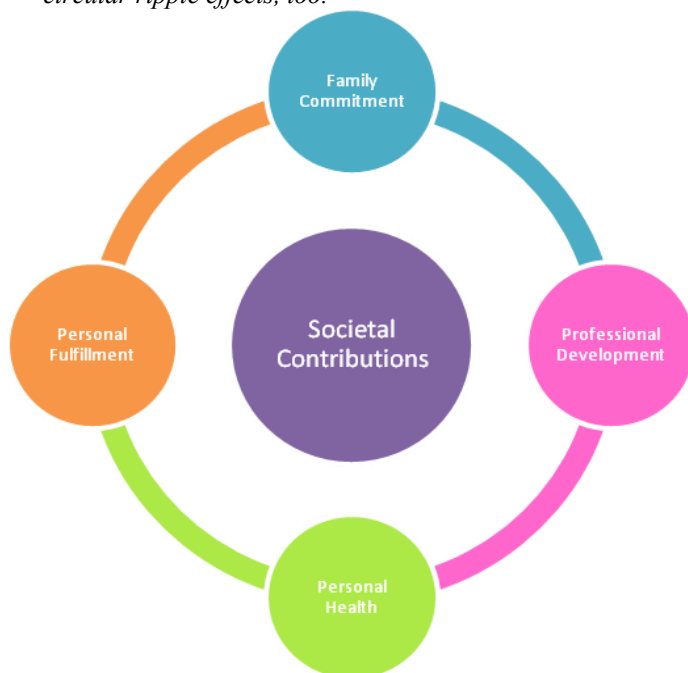 circular ripple effects, too.
Family
Commitment
Personal
Fulfillment
Societal
Contributions
Professional
Development
Personal
Health